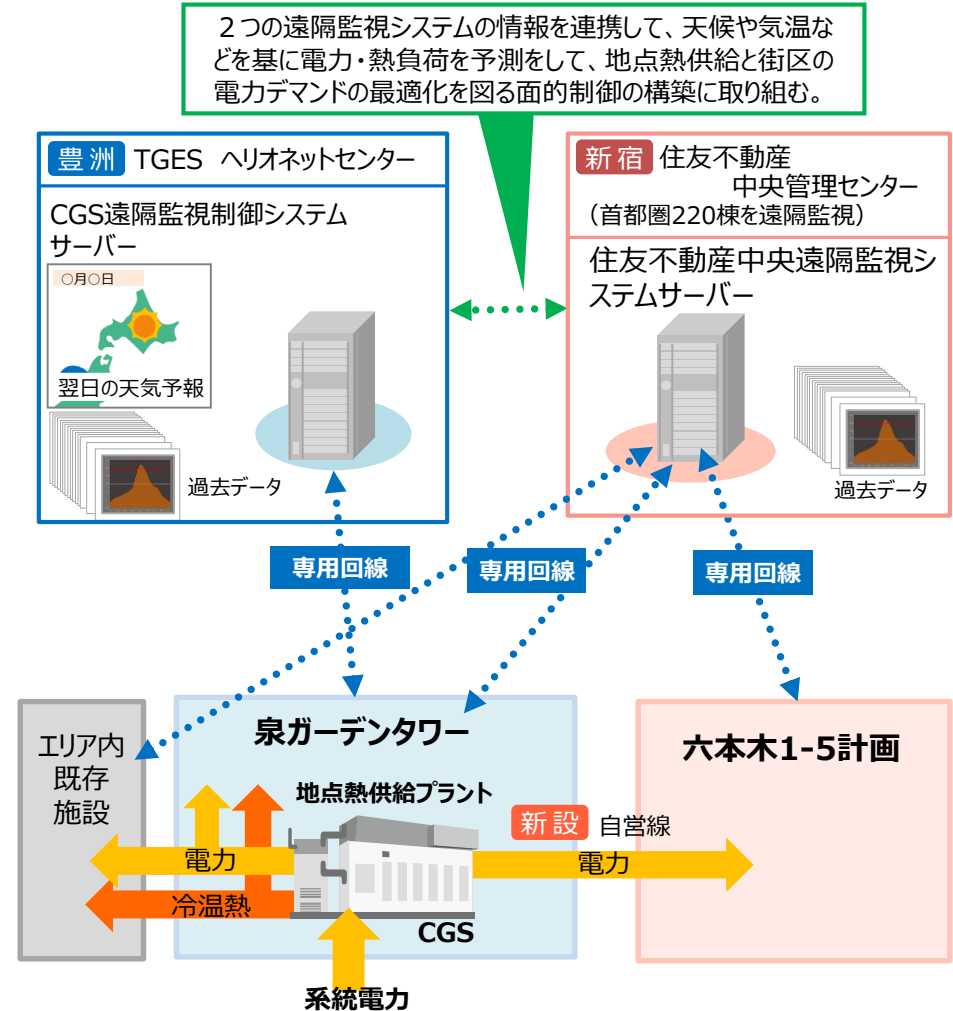 ２つの遠隔監視システムの情報を連携して、天候や気温な
どを基に電力・熱負荷を予測をして、地点熱供給と街区の
電力デマンドの最適化を図る面的制御の構築に取り組む。
豊洲 TGES ヘリオネットセンター
CGS遠隔監視制御システム
サーバー
○月○日
翌日の天気予報
過去データ
新宿 住友不動産
中央管理センター
（首都圏220棟を遠隔監視）
住友不動産中央遠隔監視シ
ステムサーバー
過去データ
専用回線
専用回線
専用回線
エリア内
既存
施設
泉ガーデンタワー
地点熱供給プラント
電力
冷温熱
CGS
系統電力
新設 自営線
電力
六本木1-5計画